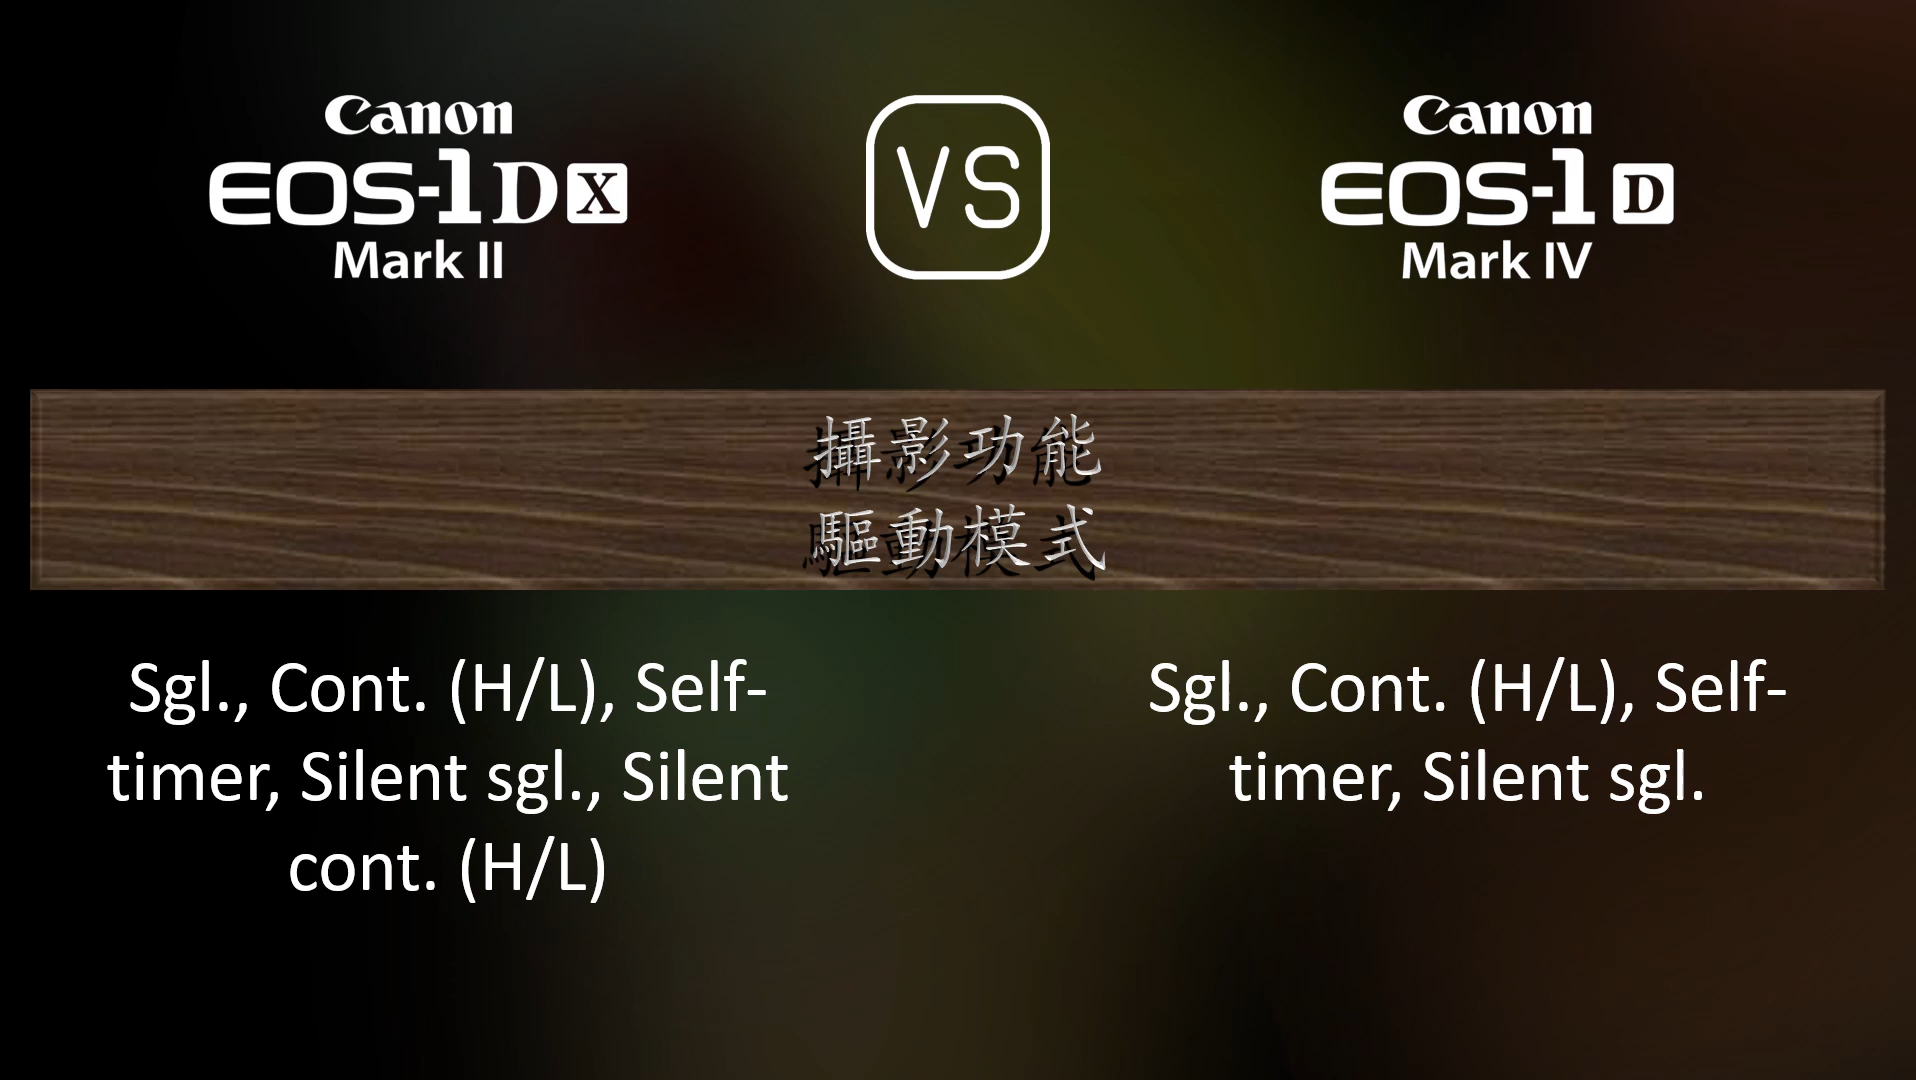 Canon
EOS-1DX
Mark II
VS
Canon
EOS-1D
Mark IV
攝影功能
驅動模式
Sgl., Cont. (H/L), Self-
timer, Silent sgl., Silent
cont. (H/L)
Sgl., Cont. (H/L), Self-
timer, Silent sgl.